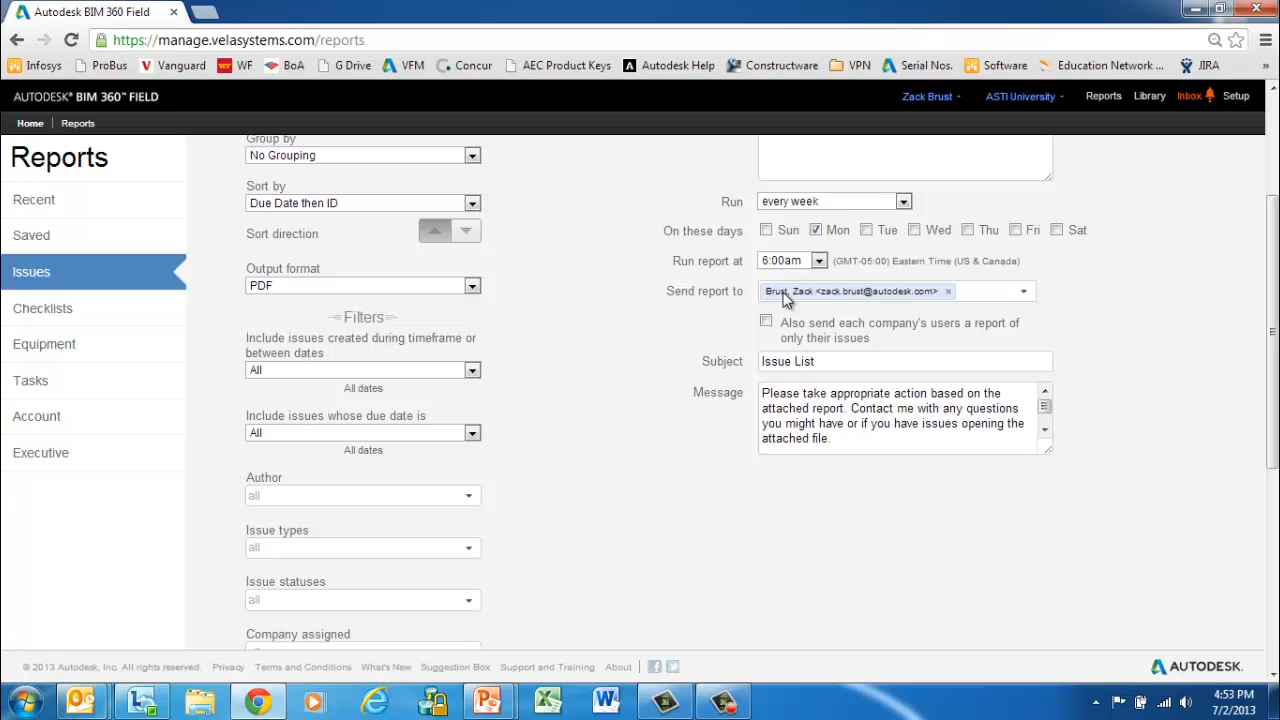 Autodesk BIM 360 Field
https://manage.velasystems.com/reports
Infosys ProBus Vanguard WF BoA G Drive VFM Concur AEC Product Keys Autodesk Help Constructware VPN Serial Nos. Software Education Network ... JIRA »
AUTODESK® BIM 360™ FIELD
Zack Brust ASTI University Reports Library Inbox Setup
Home Reports
Reports
Recent
Saved
Issues
Checklists
Equipment
Tasks
Account
Executive
Group by
No Grouping
Sort by
Due Date then ID
Sort direction
Output format
PDF
Filters
Include issues created during timeframe or
between dates
All
All dates
Include issues whose due date is
All
All dates
Author
all
Issue types
all
Issue statuses
all
Company assigned
Run every week
On these days Sun Mon Tue Wed Thu Fri Sat
Run report at 6:00am (GMT-05:00) Eastern Time (US & Canada)
Send report to Brust, Zack <zack.brust@autodesk.com> ×
Also send each company's users a report of
only their issues
Subject Issue List
Message Please take appropriate action based on the
attached report. Contact me with any questions
you might have or if you have issues opening the
attached file.
© 2013 Autodesk, Inc. All rights reserved. Privacy Terms and Conditions What's New Suggestion Box Support and Training About
AUTODESK.
4:53 PM
7/2/2013